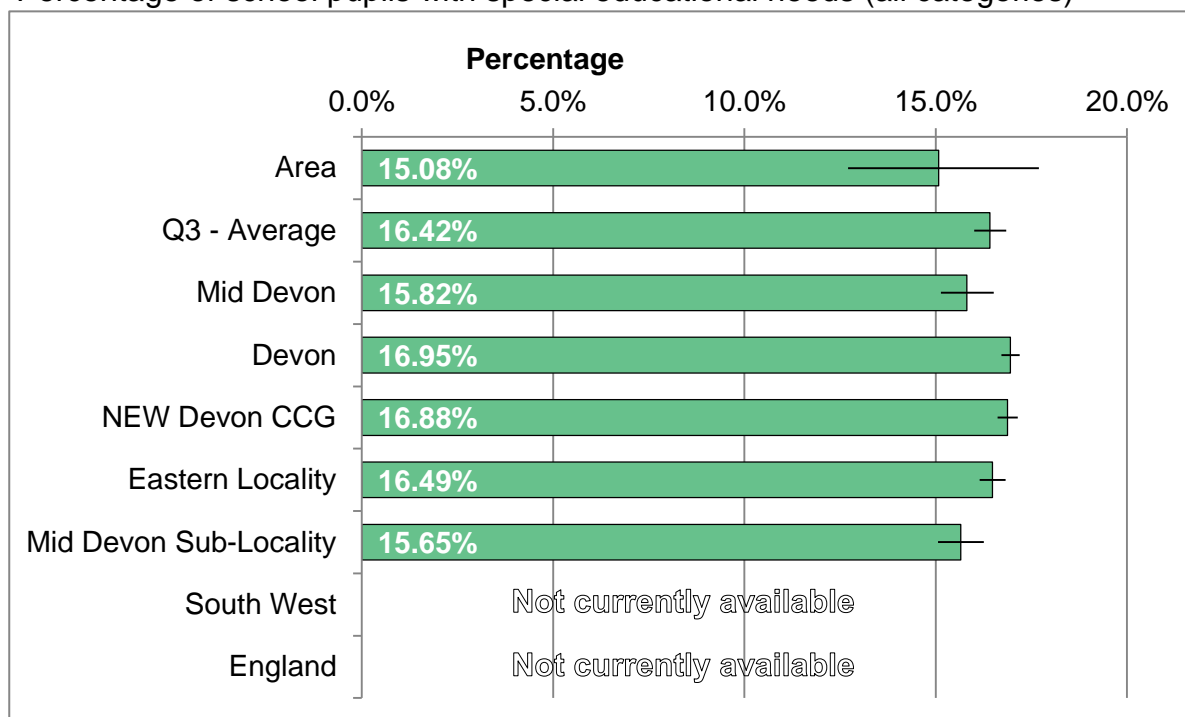 Percentage of school pupils with special educational needs (all categories)
Percentage
0.0% 5.0% 10.0% 15.0% 20.0%
Area 15.08%
Q3 - Average 16.42%
Mid Devon 15.82%
Devon 16.95%
NEW Devon CCG 16.88%
Eastern Locality 16.49%
Mid Devon Sub-Locality 15.65%
South West Not currently available
England Not currently available